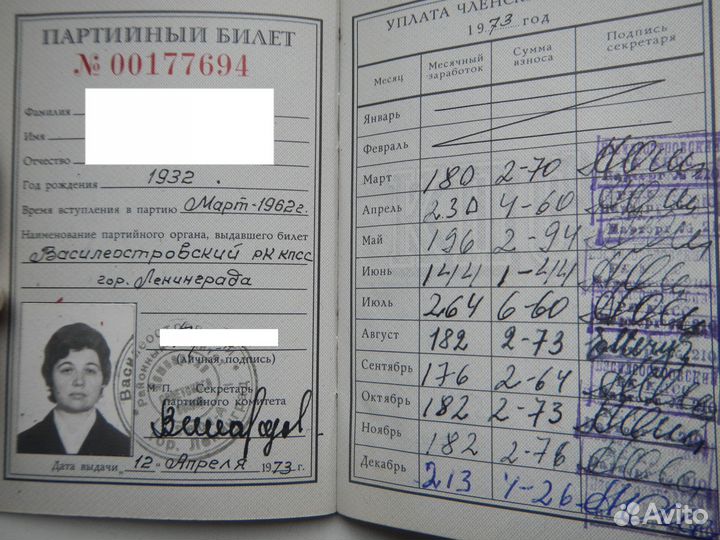 ПАРТИЙНЫЙ БИЛЕТ
№ 00177694
Фамилия
Имя
Отчество
Год рождения 1932
Время вступления в партию Март-1962г.
Наименование партийного органа, выдавшего билет
Василеостровский РК КПСС
гор. Ленинграда
(личная подпись)
М. П. Секретарь
партийного комитета
Дата выдачи „12“ Апреля 1973 г.
УПЛАТА ЧЛЕНСК
1973 год
Месяц Месячный заработок Сумма взноса Подпись секретаря
Январь
Февраль
Март 180 2-70
Апрель 230 4-60
Май 196 2-94
Июнь 144 1-44
Июль 264 6-60
Август 182 2-73
Сентябрь 176 2-64
Октябрь 182 2-73
Ноябрь 182 2-76
Декабрь 213 4-26
Avito